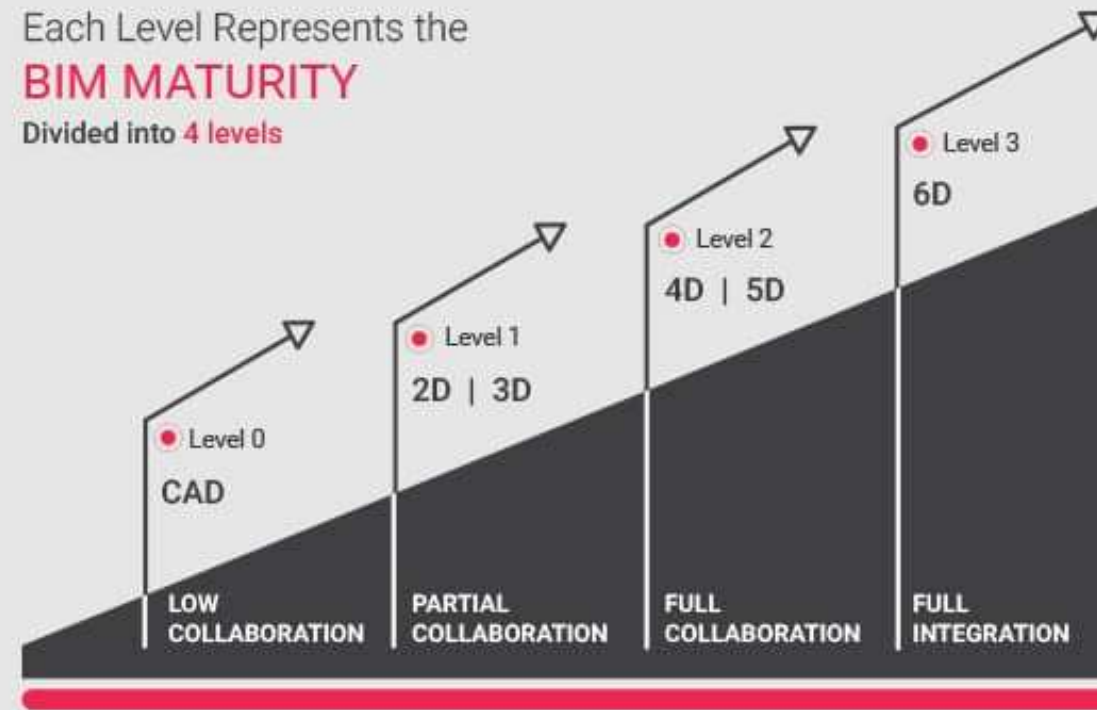 Each Level Represents the
BIM MATURITY
Divided into 4 levels
Level 0
CAD
LOW
COLLABORATION
Level 1
2D | 3D
PARTIAL
COLLABORATION
Level 2
4D | 5D
FULL
COLLABORATION
Level 3
6D
FULL
INTEGRATION